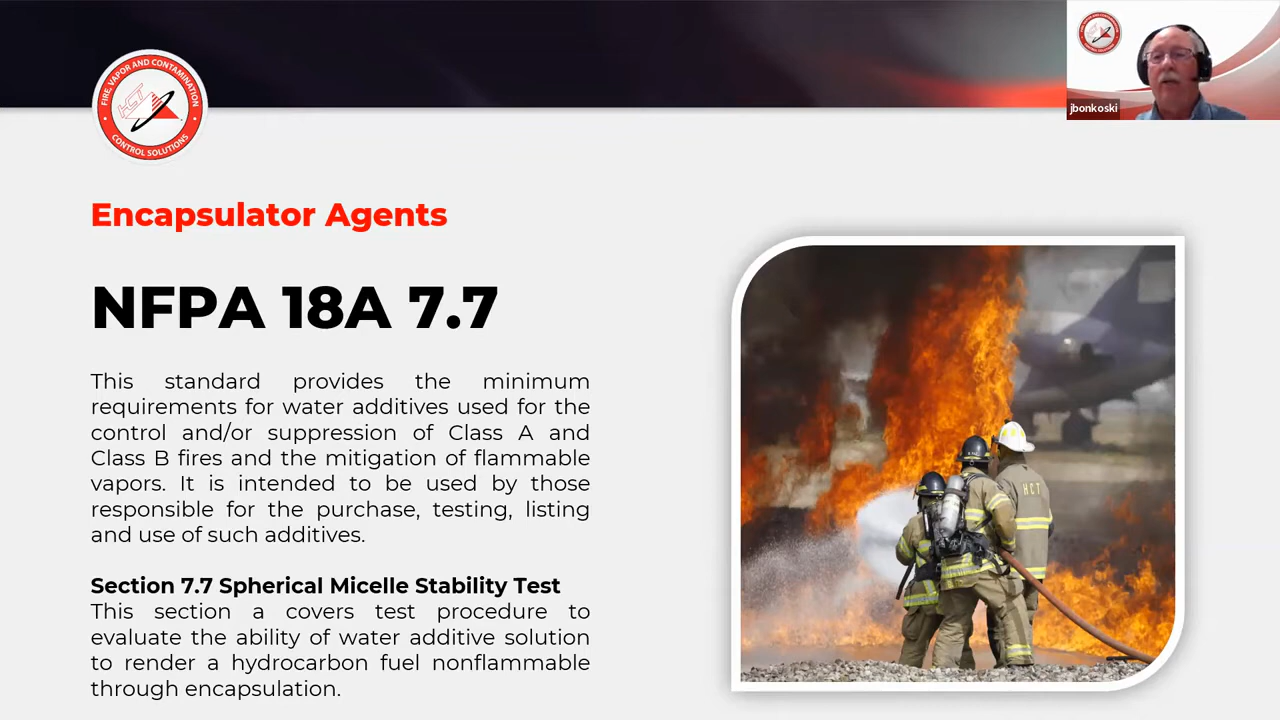 FIRE, VAPOR AND CONTAMINATION
HCT
CONTROL SOLUTIONS
jbonkoski
Encapsulator Agents
NFPA 18A 7.7
This standard provides the minimum
requirements for water additives used for the
control and/or suppression of Class A and
Class B fires and the mitigation of flammable
vapors. It is intended to be used by those
responsible for the purchase, testing, listing
and use of such additives.
Section 7.7 Spherical Micelle Stability Test
This section a covers test procedure to
evaluate the ability of water additive solution
to render a hydrocarbon fuel nonflammable
through encapsulation.
HCT